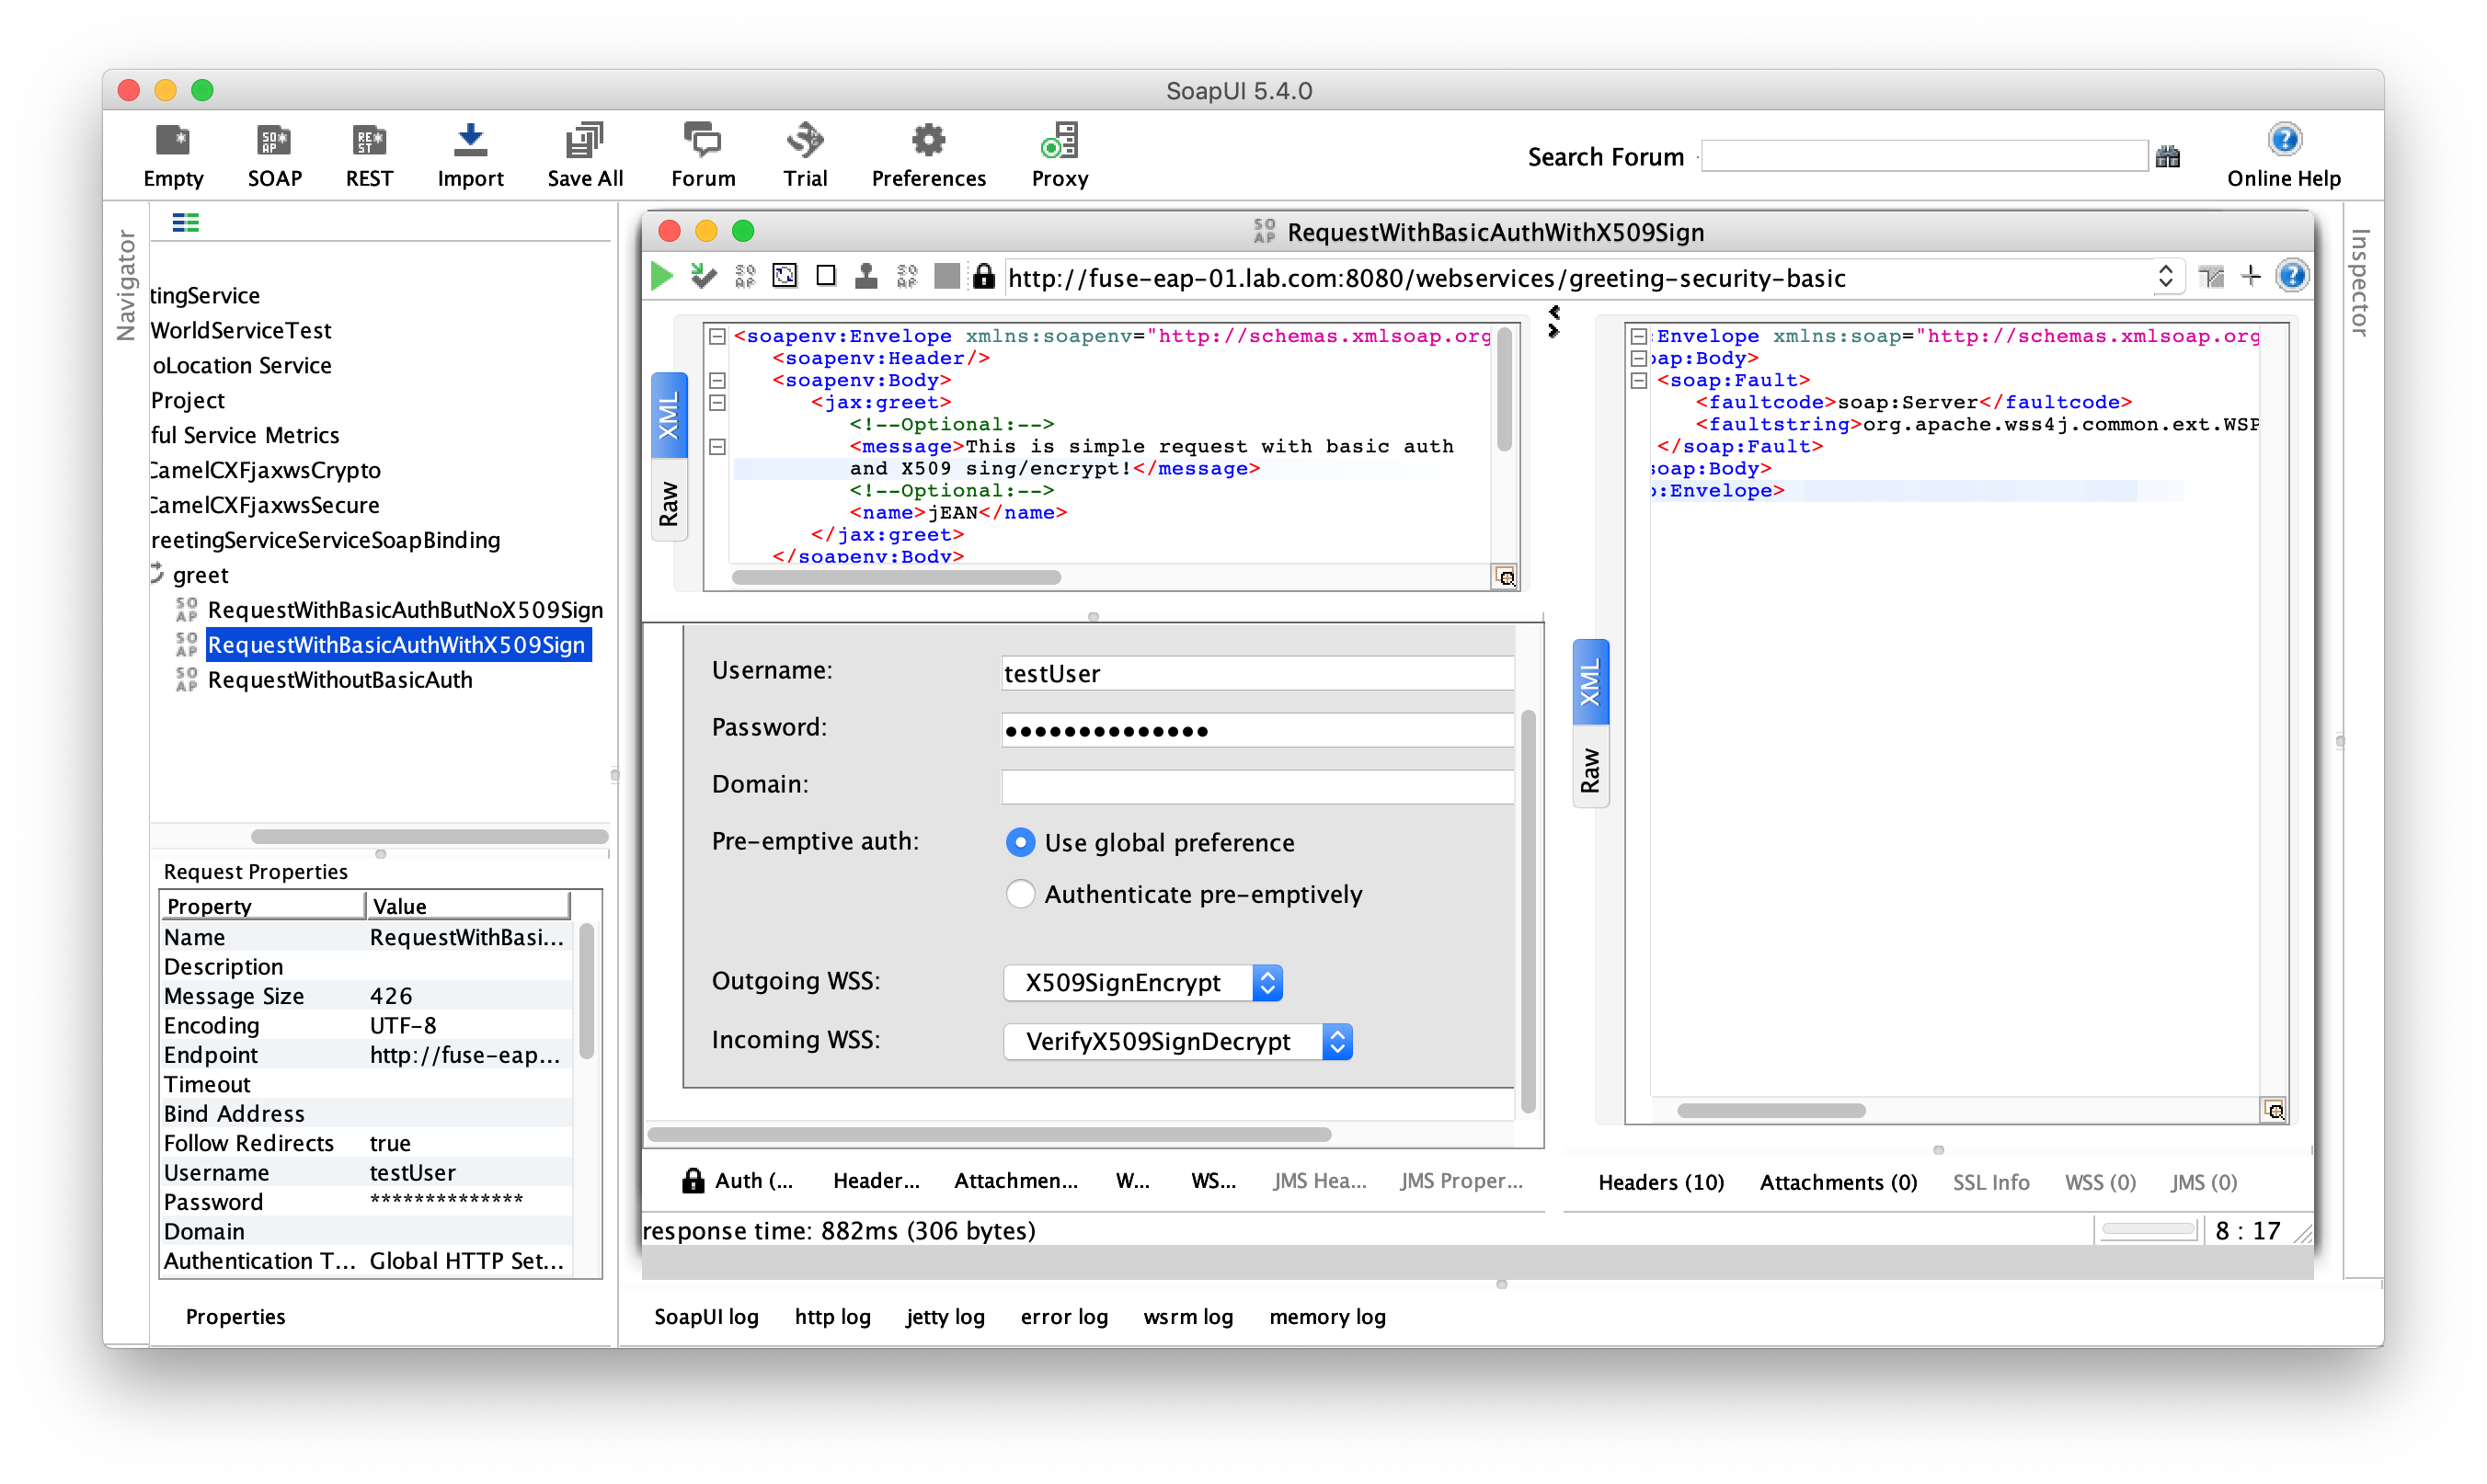 SoapUI 5.4.0
Empty
SOAP
REST
Import
Save All
Forum
Trial
Preferences
Proxy
Search Forum
Online Help
Navigator
tingService
WorldServiceTest
oLocation Service
Project
ful Service Metrics
CamelCXFjaxwsCrypto
CamelCXFjaxwsSecure
reetingServiceServiceSoapBinding
greet
RequestWithBasicAuthButNoX509Sign
RequestWithBasicAuthWithX509Sign
RequestWithoutBasicAuth
Request Properties
Property Value
Name RequestWithBasi...
Description
Message Size 426
Encoding UTF-8
Endpoint http://fuse-eap...
Timeout
Bind Address
Follow Redirects true
Username testUser
Password **************
Domain
Authentication T... Global HTTP Set...
Properties
RequestWithBasicAuthWithX509Sign
http://fuse-eap-01.lab.com:8080/webservices/greeting-security-basic
XML
Raw
<soapenv:Envelope xmlns:soapenv="http://schemas.xmlsoap.org
<soapenv:Header/>
<soapenv:Body>
<jax:greet>
<!--Optional:-->
<message>This is simple request with basic auth
and X509 sing/encrypt!</message>
<!--Optional:-->
<name>jEAN</name>
</jax:greet>
</soapenv:Body>
Username: testUser
Password: ••••••••••••••
Domain:
Pre-emptive auth: Use global preference
Authenticate pre-emptively
Outgoing WSS: X509SignEncrypt
Incoming WSS: VerifyX509SignDecrypt
Auth (...
Header...
Attachmen...
W...
WS...
JMS Hea...
JMS Proper...
response time: 882ms (306 bytes)
XML
Raw
:Envelope xmlns:soap="http://schemas.xmlsoap.org
oap:Body>
<soap:Fault>
<faultcode>soap:Server</faultcode>
<faultstring>org.apache.wss4j.common.ext.WSP
</soap:Fault>
soap:Body>
p:Envelope>
Headers (10)
Attachments (0)
SSL Info
WSS (0)
JMS (0)
8 : 17
Inspector
SoapUI log
http log
jetty log
error log
wsrm log
memory log